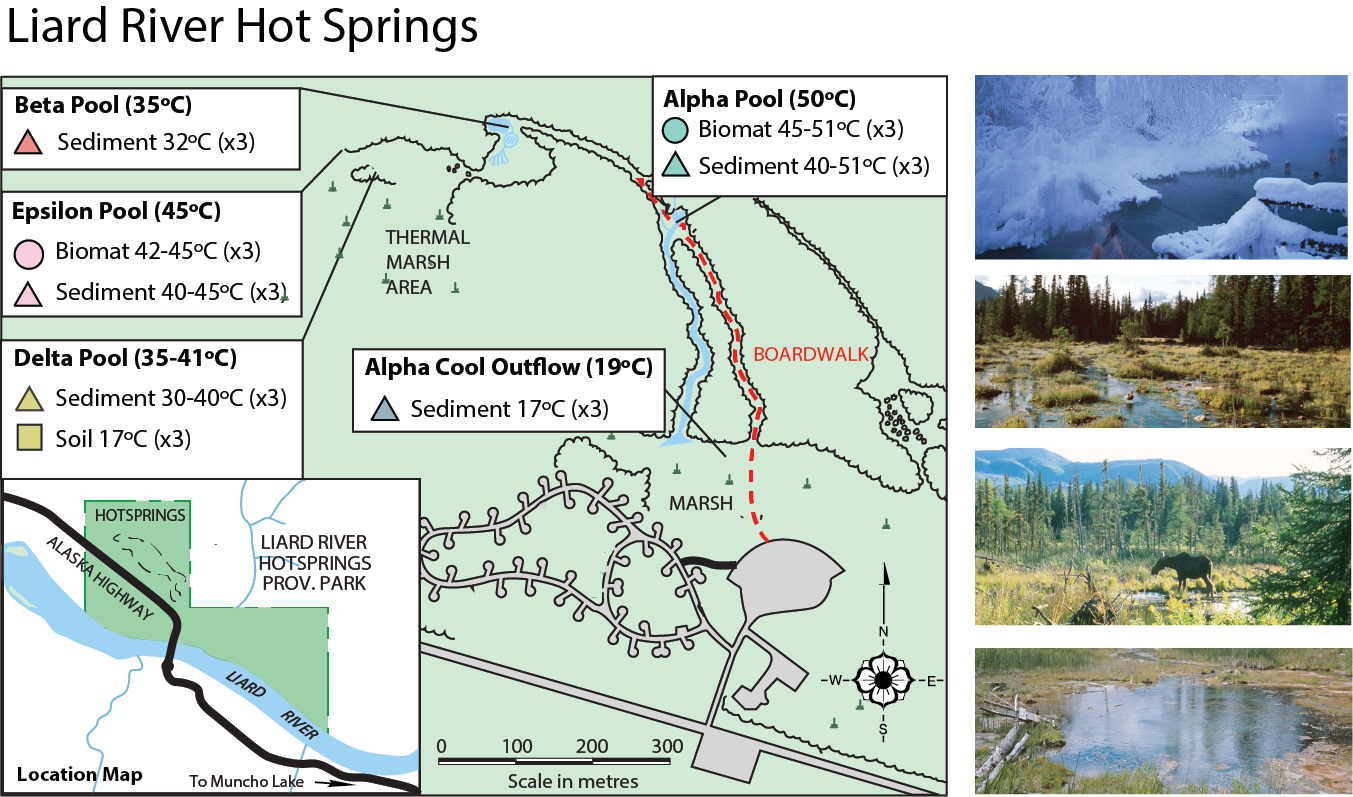 Liard River Hot Springs
Beta Pool (35ºC)
Sediment 32ºC (x3)
Alpha Pool (50ºC)
Biomat 45-51ºC (x3)
Sediment 40-51ºC (x3)
Epsilon Pool (45ºC)
Biomat 42-45ºC (x3)
Sediment 40-45ºC (x3)
THERMAL
MARSH
AREA
Delta Pool (35-41ºC)
Sediment 30-40ºC (x3)
Soil 17ºC (x3)
Alpha Cool Outflow (19ºC)
Sediment 17ºC (x3)
BOARDWALK
MARSH
HOTSPRINGS
ALASKA HIGHWAY
LIARD RIVER
HOTSPRINGS
PROV. PARK
LIARD
RIVER
Location Map
To Muncho Lake
N
W
E
S
0 100 200 300
Scale in metres